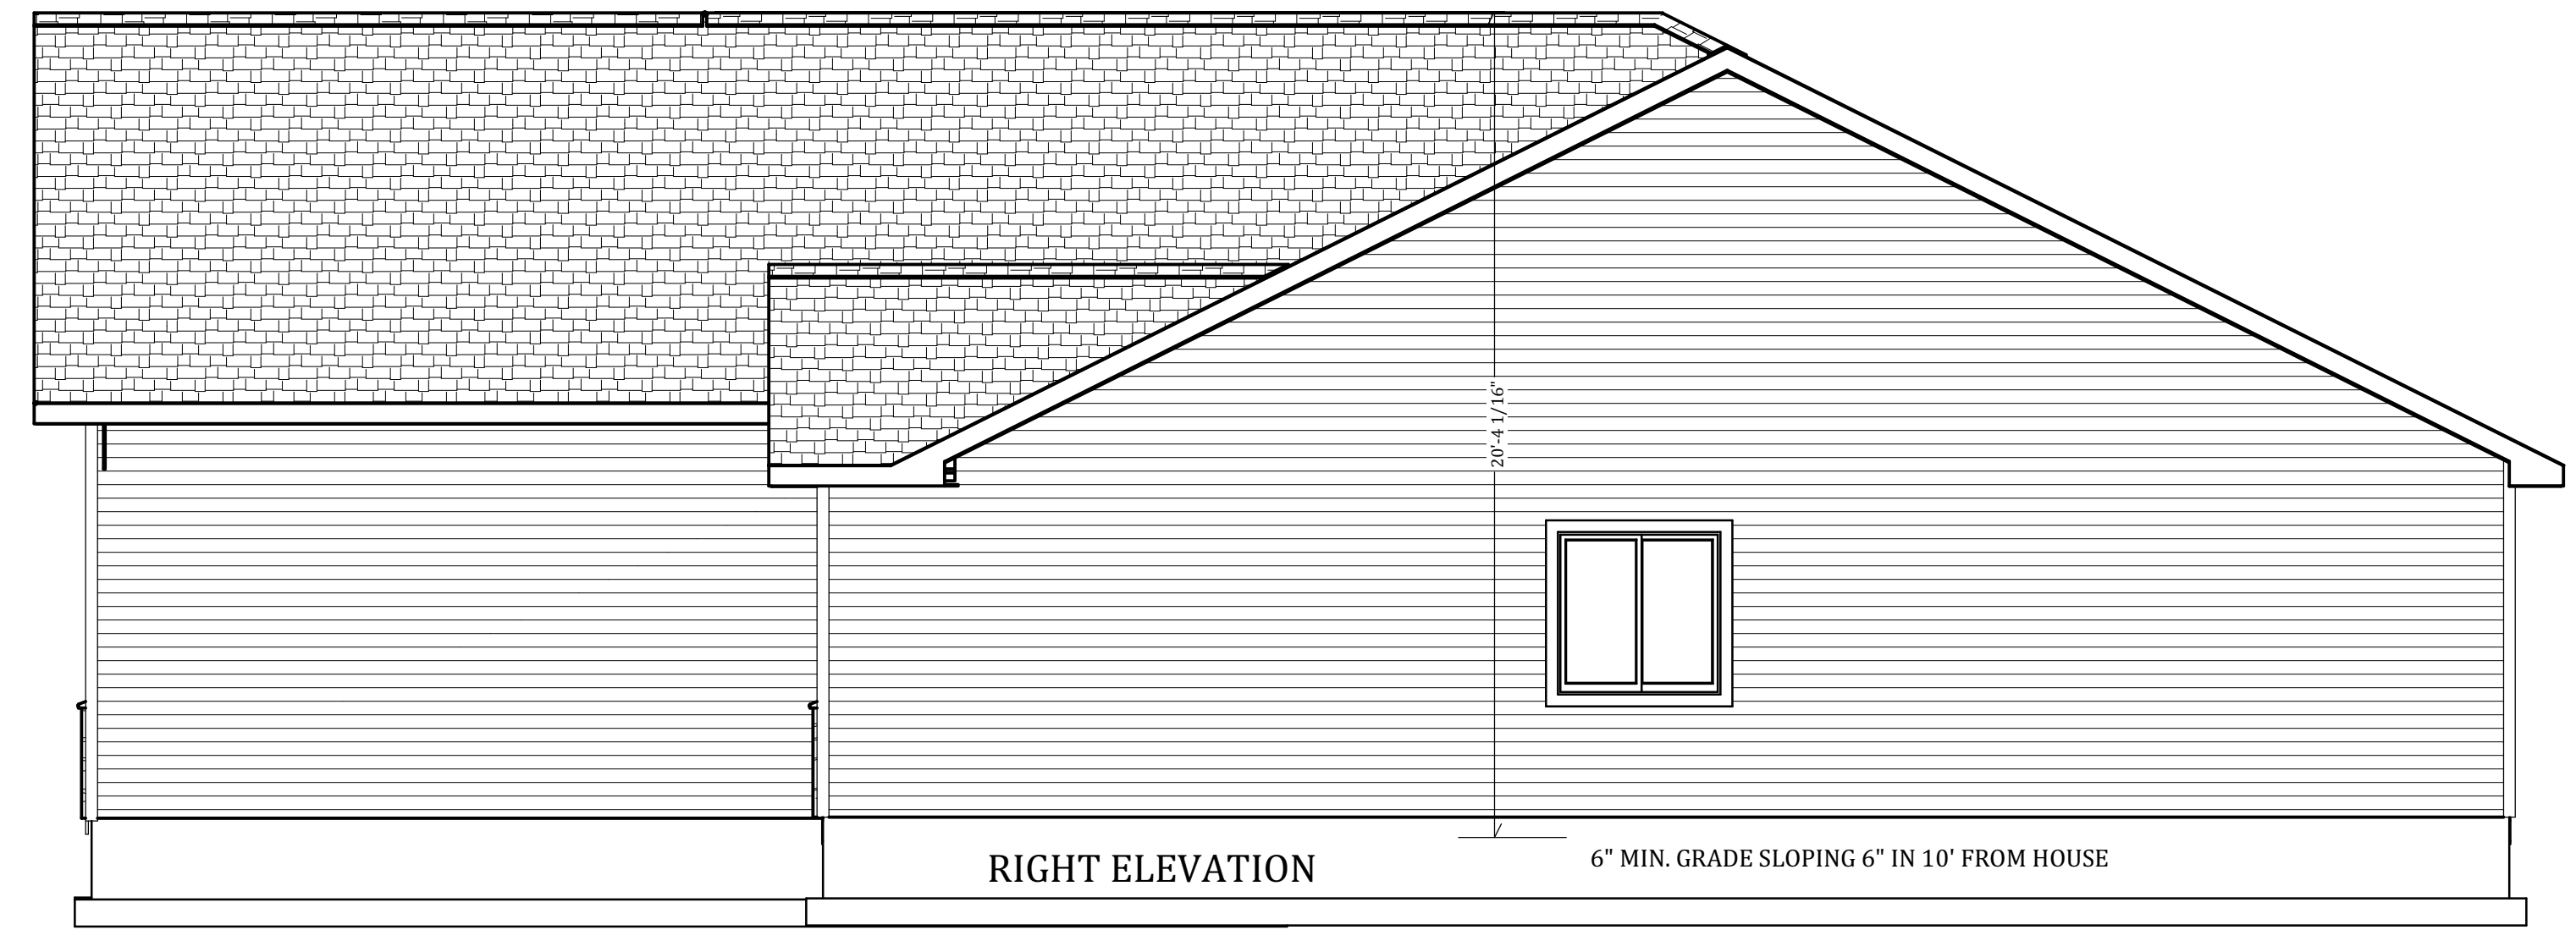 20'-4 1/16"
RIGHT ELEVATION
6" MIN. GRADE SLOPING 6" IN 10' FROM HOUSE